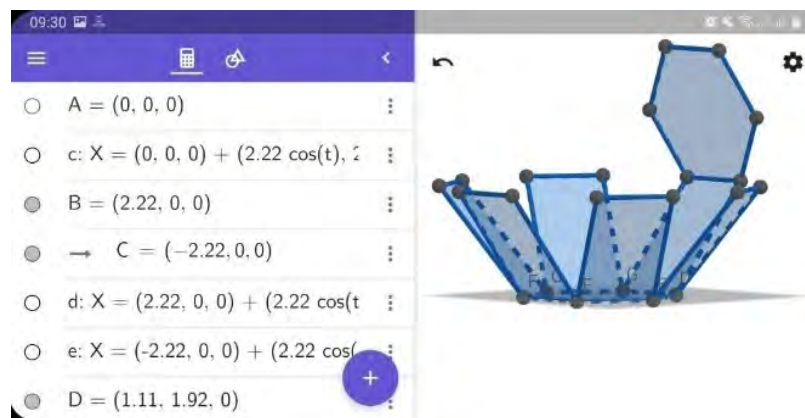 09:30
A = (0, 0, 0)
c: X = (0, 0, 0) + (2.22 cos(t), 2
B = (2.22, 0, 0)
→ C = (−2.22, 0, 0)
d: X = (2.22, 0, 0) + (2.22 cos(t
e: X = (-2.22, 0, 0) + (2.22 cos(
+
D = (1.11, 1.92, 0)
F C E G D